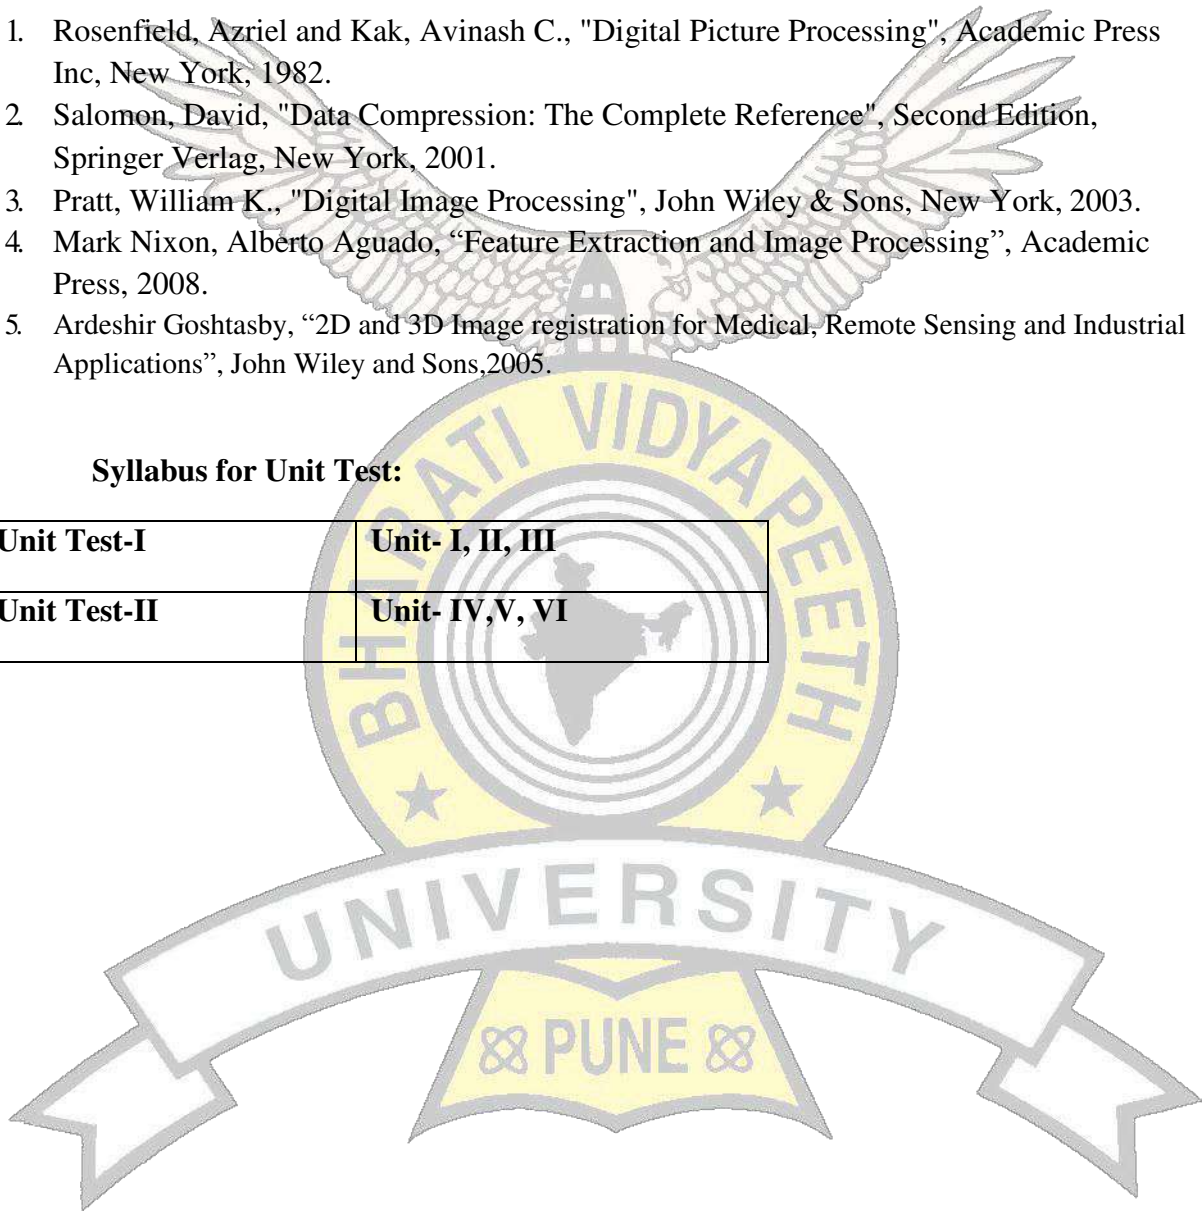 1. Rosenfield, Azriel and Kak, Avinash C., "Digital Picture Processing", Academic Press
Inc, New York, 1982.
2. Salomon, David, "Data Compression: The Complete Reference", Second Edition,
Springer Verlag, New York, 2001.
3. Pratt, William K., "Digital Image Processing", John Wiley & Sons, New York, 2003.
4. Mark Nixon, Alberto Aguado, “Feature Extraction and Image Processing”, Academic
Press, 2008.
5. Ardeshir Goshtasby, “2D and 3D Image registration for Medical, Remote Sensing and Industrial
Applications”, John Wiley and Sons,2005.
Syllabus for Unit Test:
Unit Test-I Unit- I, II, III
Unit Test-II Unit- IV,V, VI
BHARATI VIDYAPEETH
UNIVERSITY
PUNE